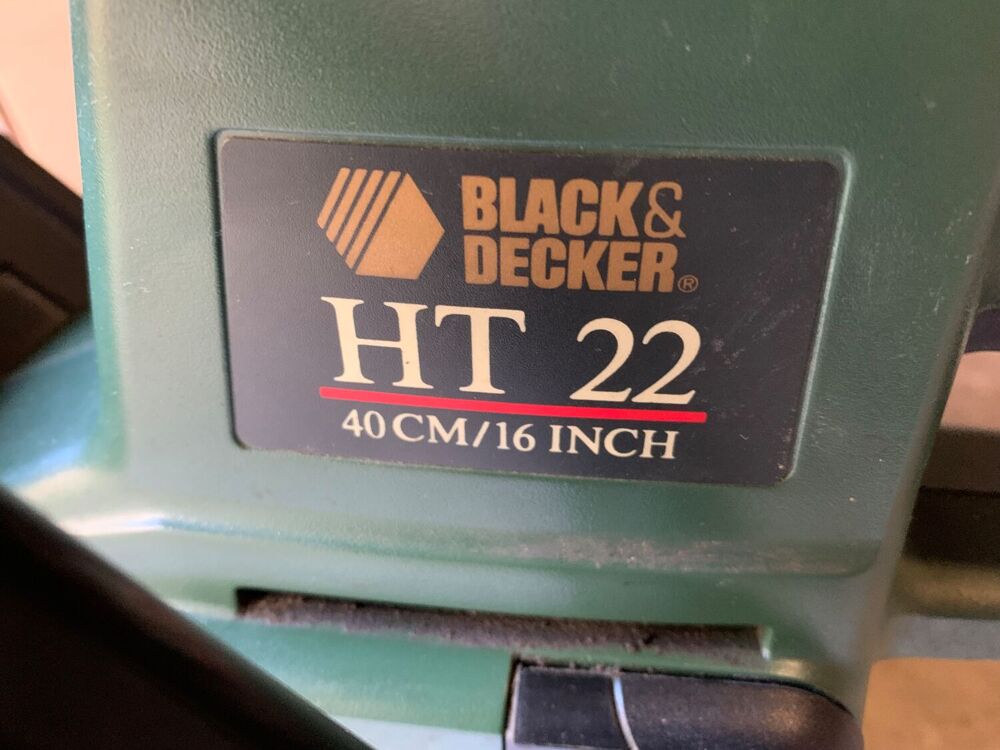 BLACK&
DECKER®
HT 22
40 CM/16 INCH